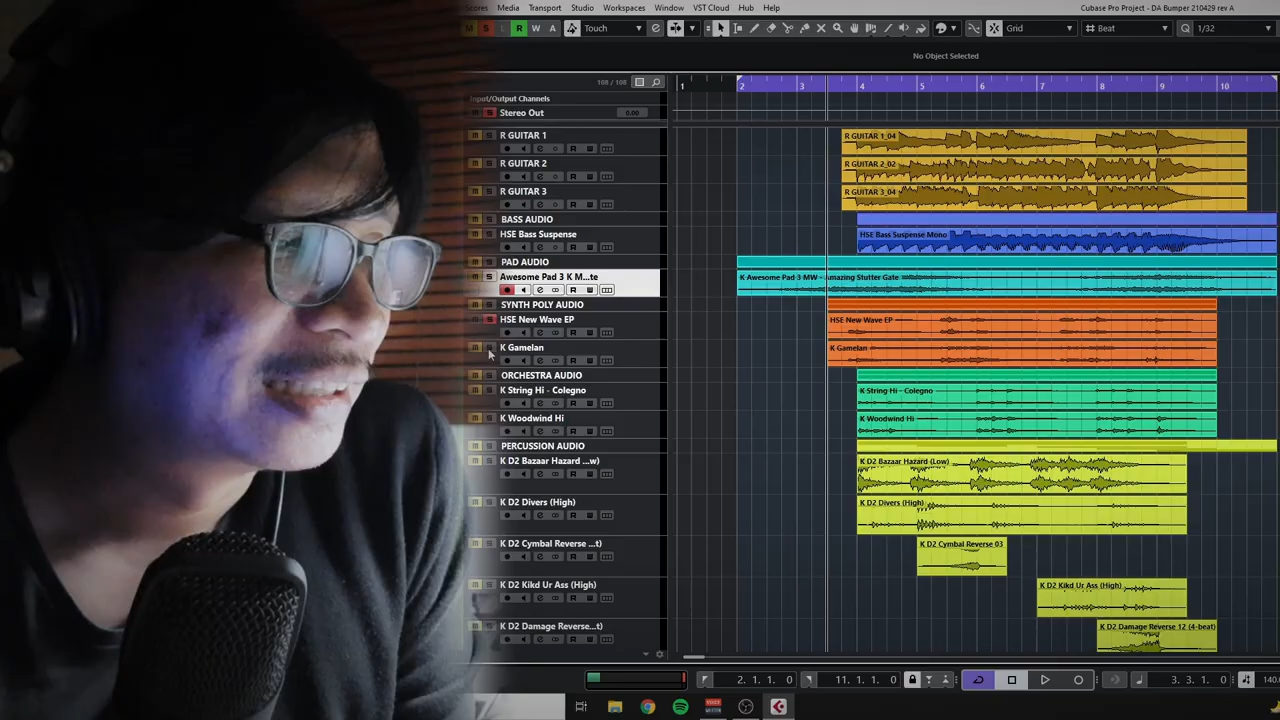 Scores Media Transport Studio Workspaces Window VST Cloud Hub Help Cubase Pro Project - DA Bumper 210429 rev A
M S L R W A Touch Grid Beat Q 1/32
No Object Selected
108 / 108
1 2 3 4 5 6 7 8 9 10
Input/Output Channels
Stereo Out 0.00
R GUITAR 1 R GUITAR 1_04
R GUITAR 2 R GUITAR 2_02
R GUITAR 3 R GUITAR 3_04
BASS AUDIO
HSE Bass Suspense HSE Bass Suspense Mono
PAD AUDIO
Awesome Pad 3 K M...te K Awesome Pad 3 MW - Amazing Stutter Gate
SYNTH POLY AUDIO
HSE New Wave EP HSE New Wave EP
K Gamelan K Gamelan
ORCHESTRA AUDIO
K String Hi - Colegno K String Hi - Colegno
K Woodwind Hi K Woodwind Hi
PERCUSSION AUDIO
K D2 Bazaar Hazard ...w) K D2 Bazaar Hazard (Low)
K D2 Divers (High) K D2 Divers (High)
K D2 Cymbal Reverse ...t) K D2 Cymbal Reverse 03
K D2 Kikd Ur Ass (High) K D2 Kikd Ur Ass (High)
K D2 Damage Reverse...t) K D2 Damage Reverse 12 (4-beat)
2. 1. 1. 0 11. 1. 1. 0 3. 3. 1. 0 140.